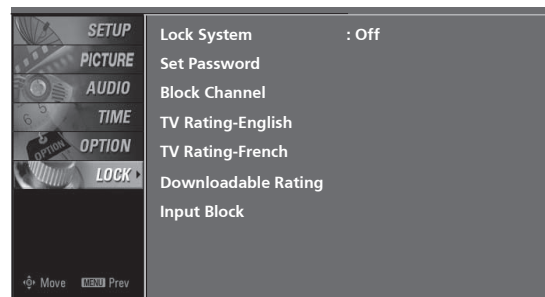 SETUP
PICTURE
AUDIO
TIME
OPTION
LOCK
Lock System : Off
Set Password
Block Channel
TV Rating-English
TV Rating-French
Downloadable Rating
Input Block
Move MENU Prev